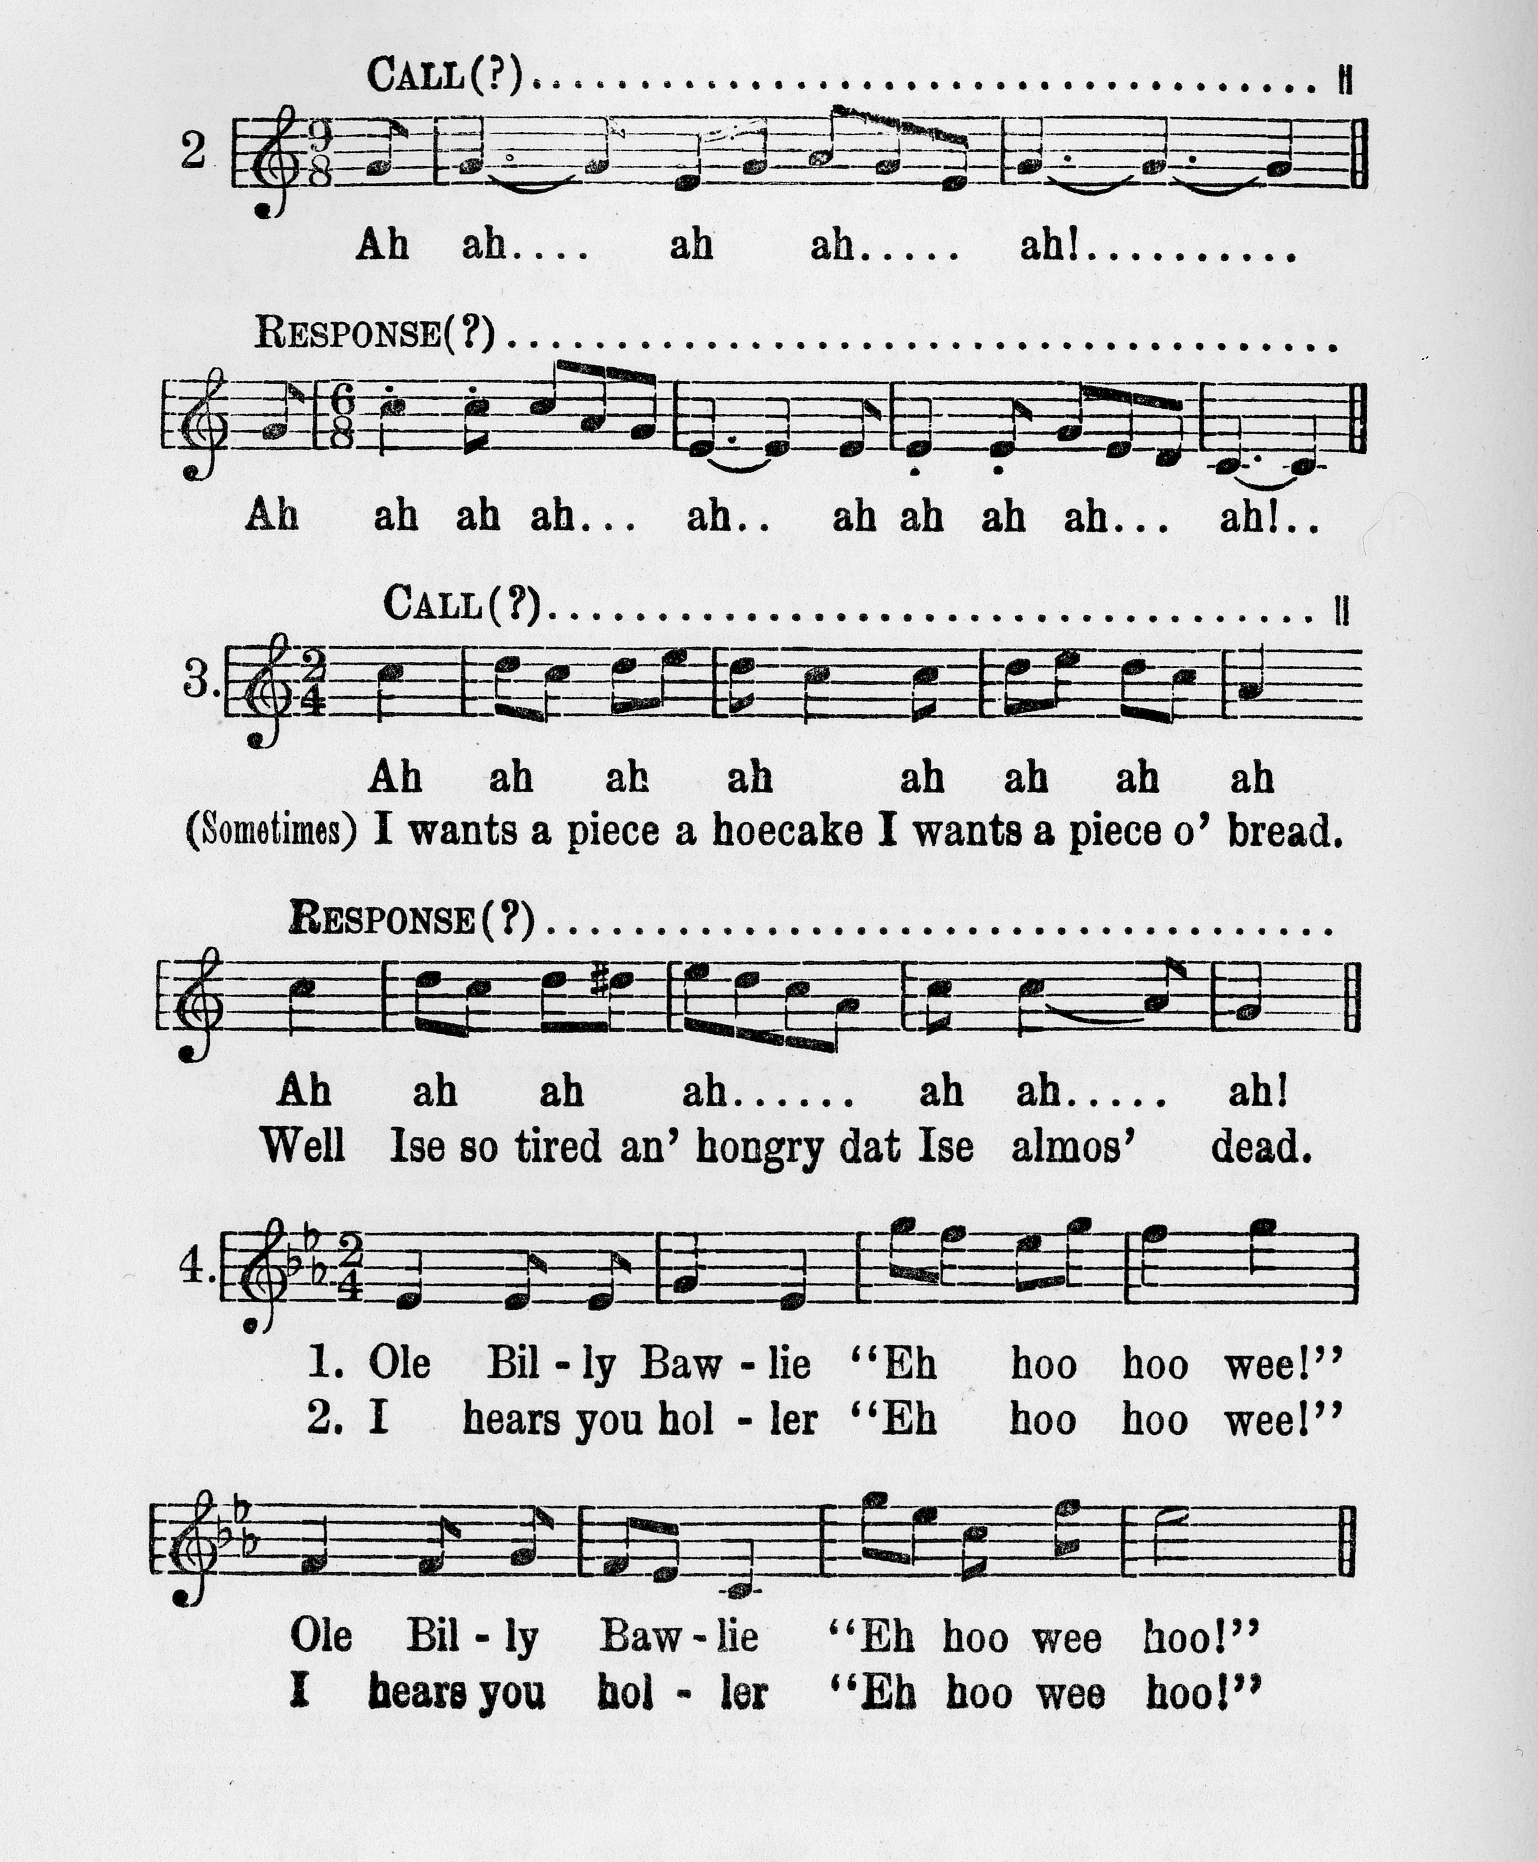 CALL(?)..................................
2
9
8
Ah ah.... ah ah..... ah!..........
RESPONSE(?)..................................
6
8
Ah ah ah ah... ah.. ah ah ah ah... ah!..
CALL(?)..................................
3.
2
4
Ah ah ah ah ah ah ah ah
(Sometimes) I wants a piece a hoecake I wants a piece o’ bread.
RESPONSE(?)..................................
Ah ah ah ah...... ah ah..... ah!
Well Ise so tired an’ hongry dat Ise almos’ dead.
4.
2
4
1. Ole Bil - ly Baw - lie “Eh hoo hoo wee!”
2. I hears you hol - ler “Eh hoo hoo wee!”
Ole Bil - ly Baw - lie “Eh hoo wee hoo!”
I hears you hol - ler “Eh hoo wee hoo!”